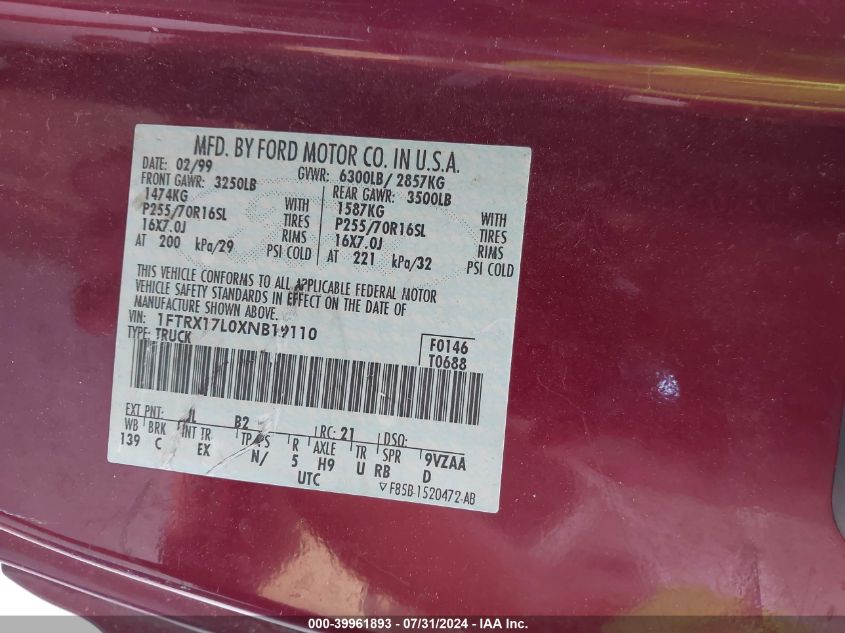 MFD. BY FORD MOTOR CO. IN U.S.A.
DATE: 02/99 GVWR: 6300LB/ 2857KG
FRONT GAWR: 3250LB REAR GAWR: 3500LB
1474KG WITH 1587KG WITH
P255/70R16SL TIRES P255/70R16SL TIRES
16X7.0J RIMS 16X7.0J RIMS
AT 200 kPa/29 PSI COLD AT 221 kPa/32 PSI COLD
THIS VEHICLE CONFORMS TO ALL APPLICABLE FEDERAL MOTOR
VEHICLE SAFETY STANDARDS IN EFFECT ON THE DATE OF
MANUFACTURE SHOWN ABOVE.
VIN: 1FTRX17L0XNB19110 F0146
TYPE: TRUCK T0688
EXT PNT: JL B2 RC: 21 DSO:
WB BRK INT TR TP/PS R AXLE TR SPR 9VZAA
139 C EX N/ 5 H9 U RB D
UTC F85B-1520472-AB
000-39961893 / 07/31/2024 - IAA Inc.